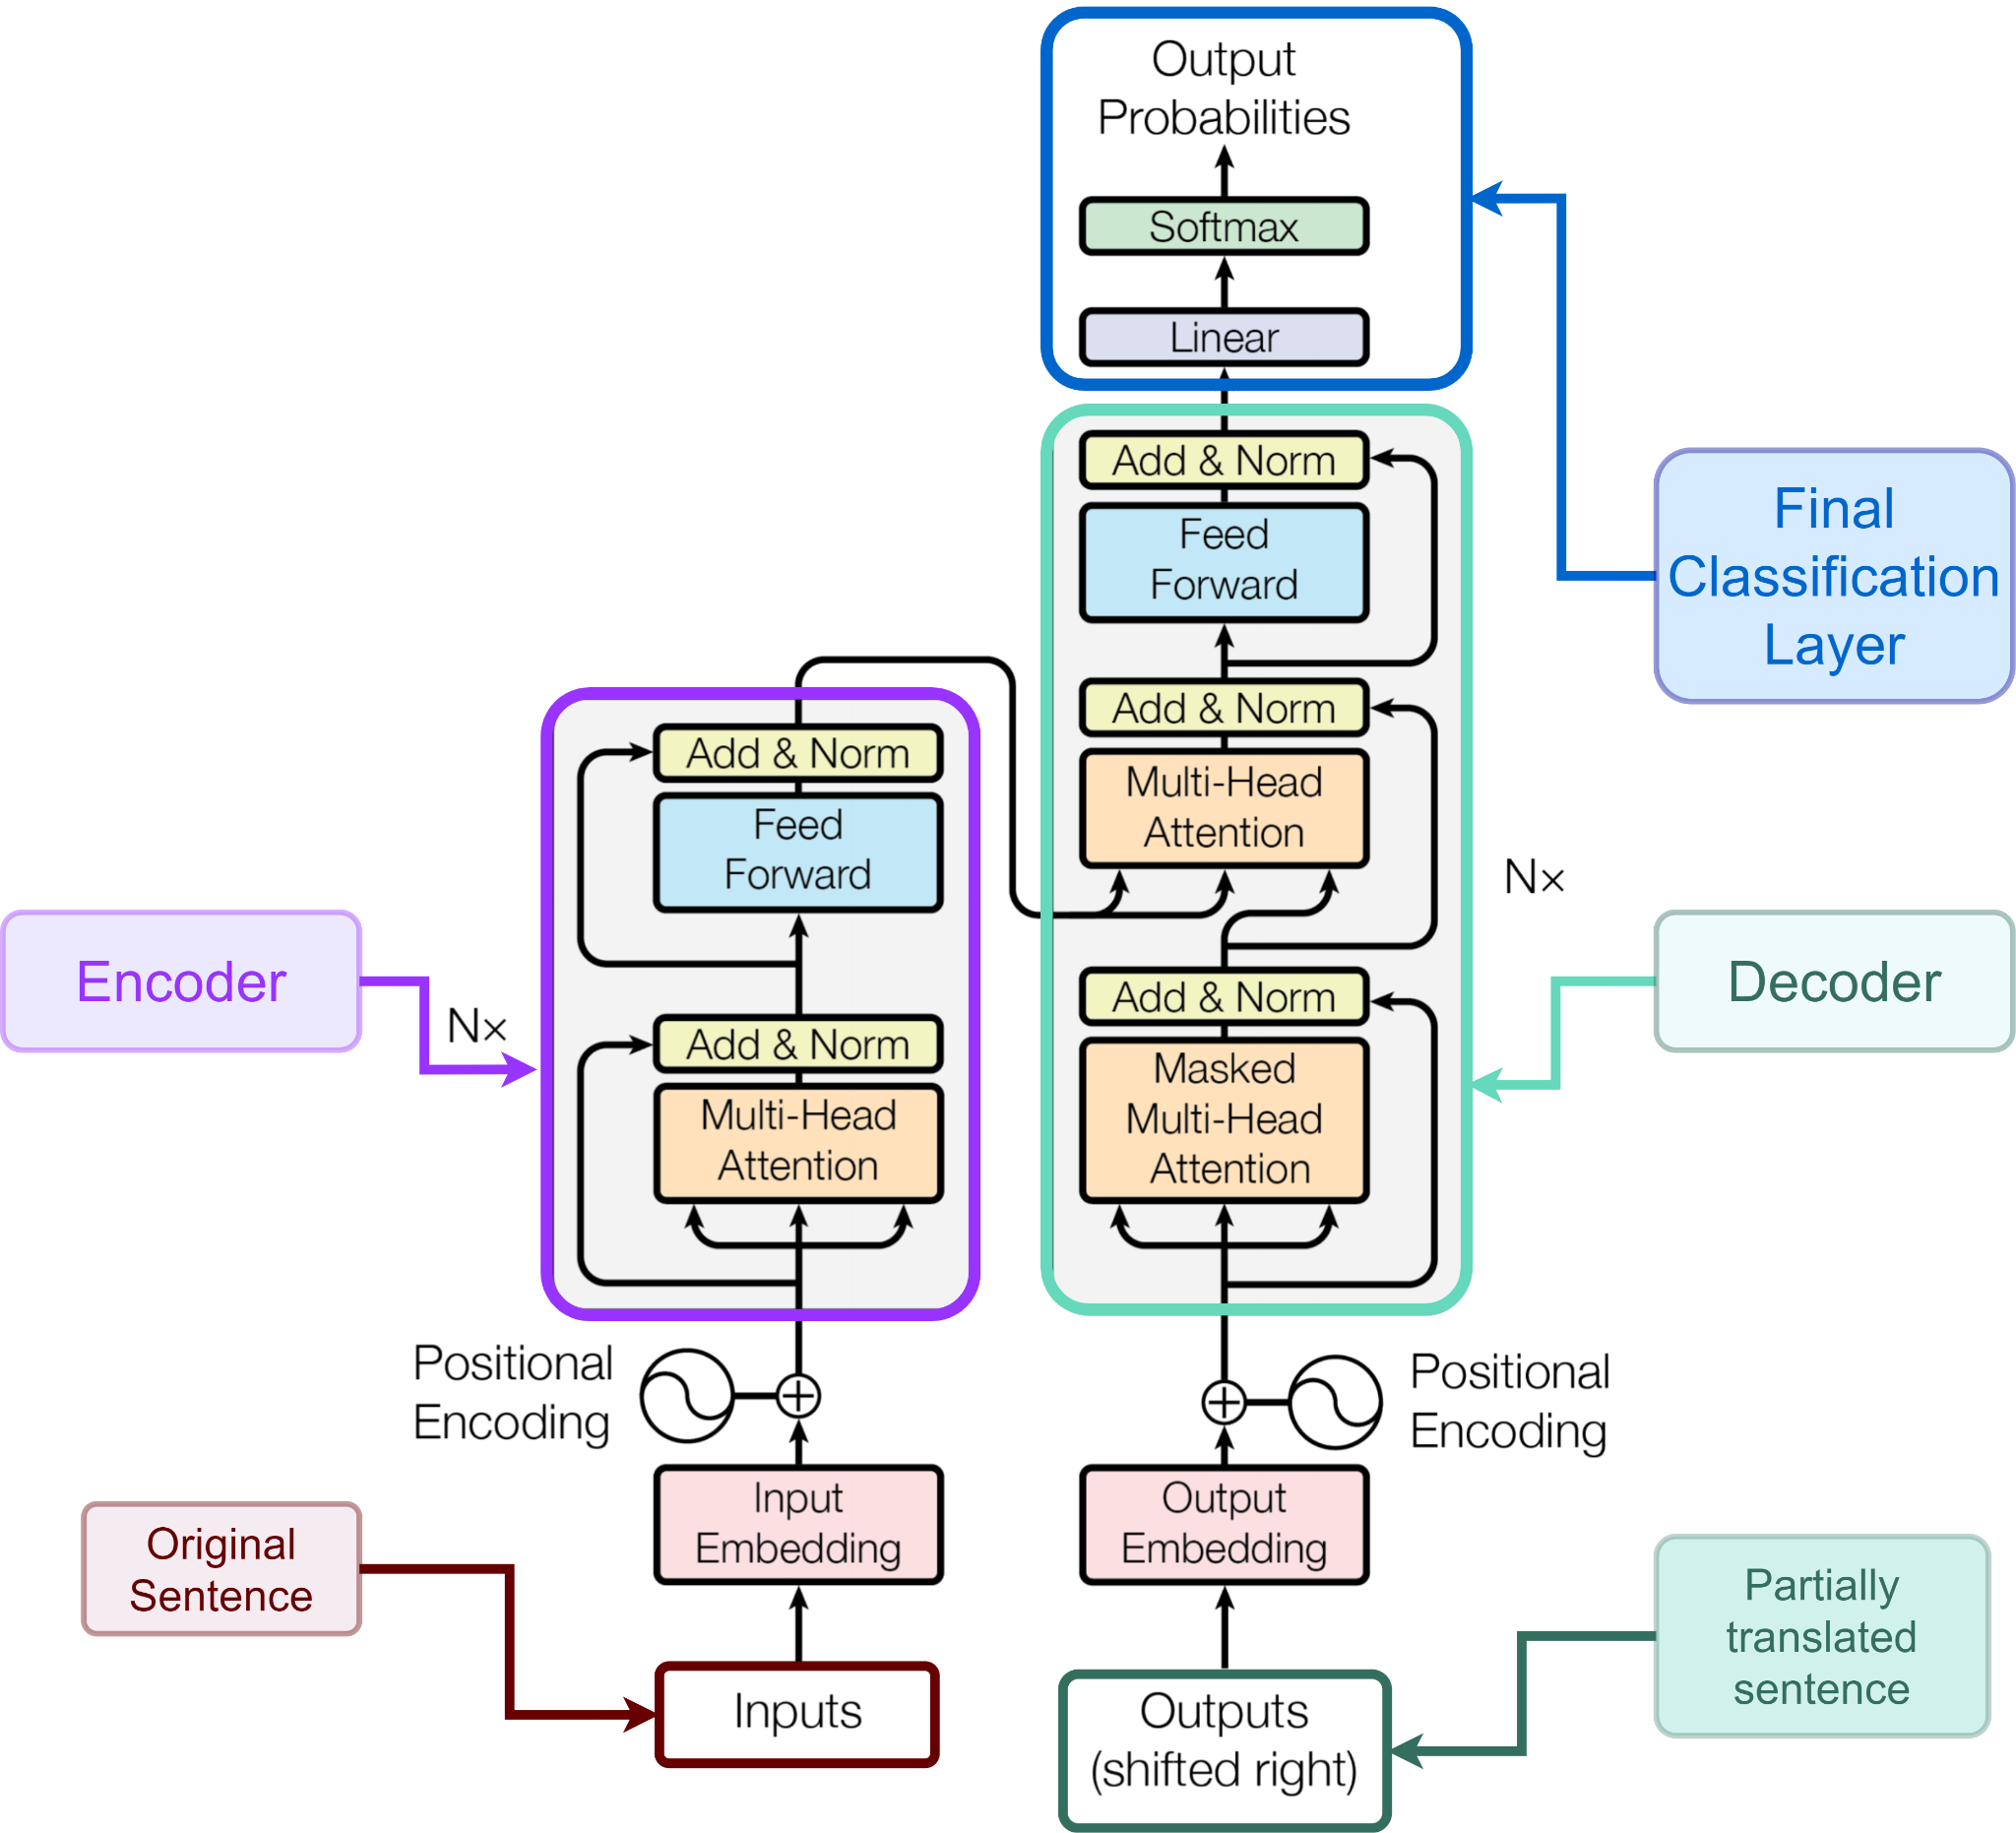 Output
Probabilities
Softmax
Linear
Add & Norm
Feed
Forward
Add & Norm
Multi-Head
Attention
Add & Norm
Masked
Multi-Head
Attention
Nx
Final
Classification
Layer
Decoder
Add & Norm
Feed
Forward
Add & Norm
Multi-Head
Attention
Encoder
N×
Positional
Encoding
Positional
Encoding
Input
Embedding
Output
Embedding
Original
Sentence
Partially
translated
sentence
Inputs
Outputs
(shifted right)